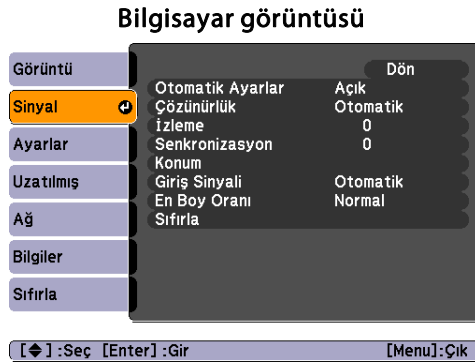 Bilgisayar görüntüsü
Görüntü
Sinyal
Ayarlar
Uzatılmış
Ağ
Bilgiler
Sıfırla
Dön
Otomatik Ayarlar Açık
Çözünürlük Otomatik
İzleme 0
Senkronizasyon 0
Konum
Giriş Sinyali Otomatik
En Boy Oranı Normal
Sıfırla
[◆] :Seç [Enter] :Gir [Menu]:Çık